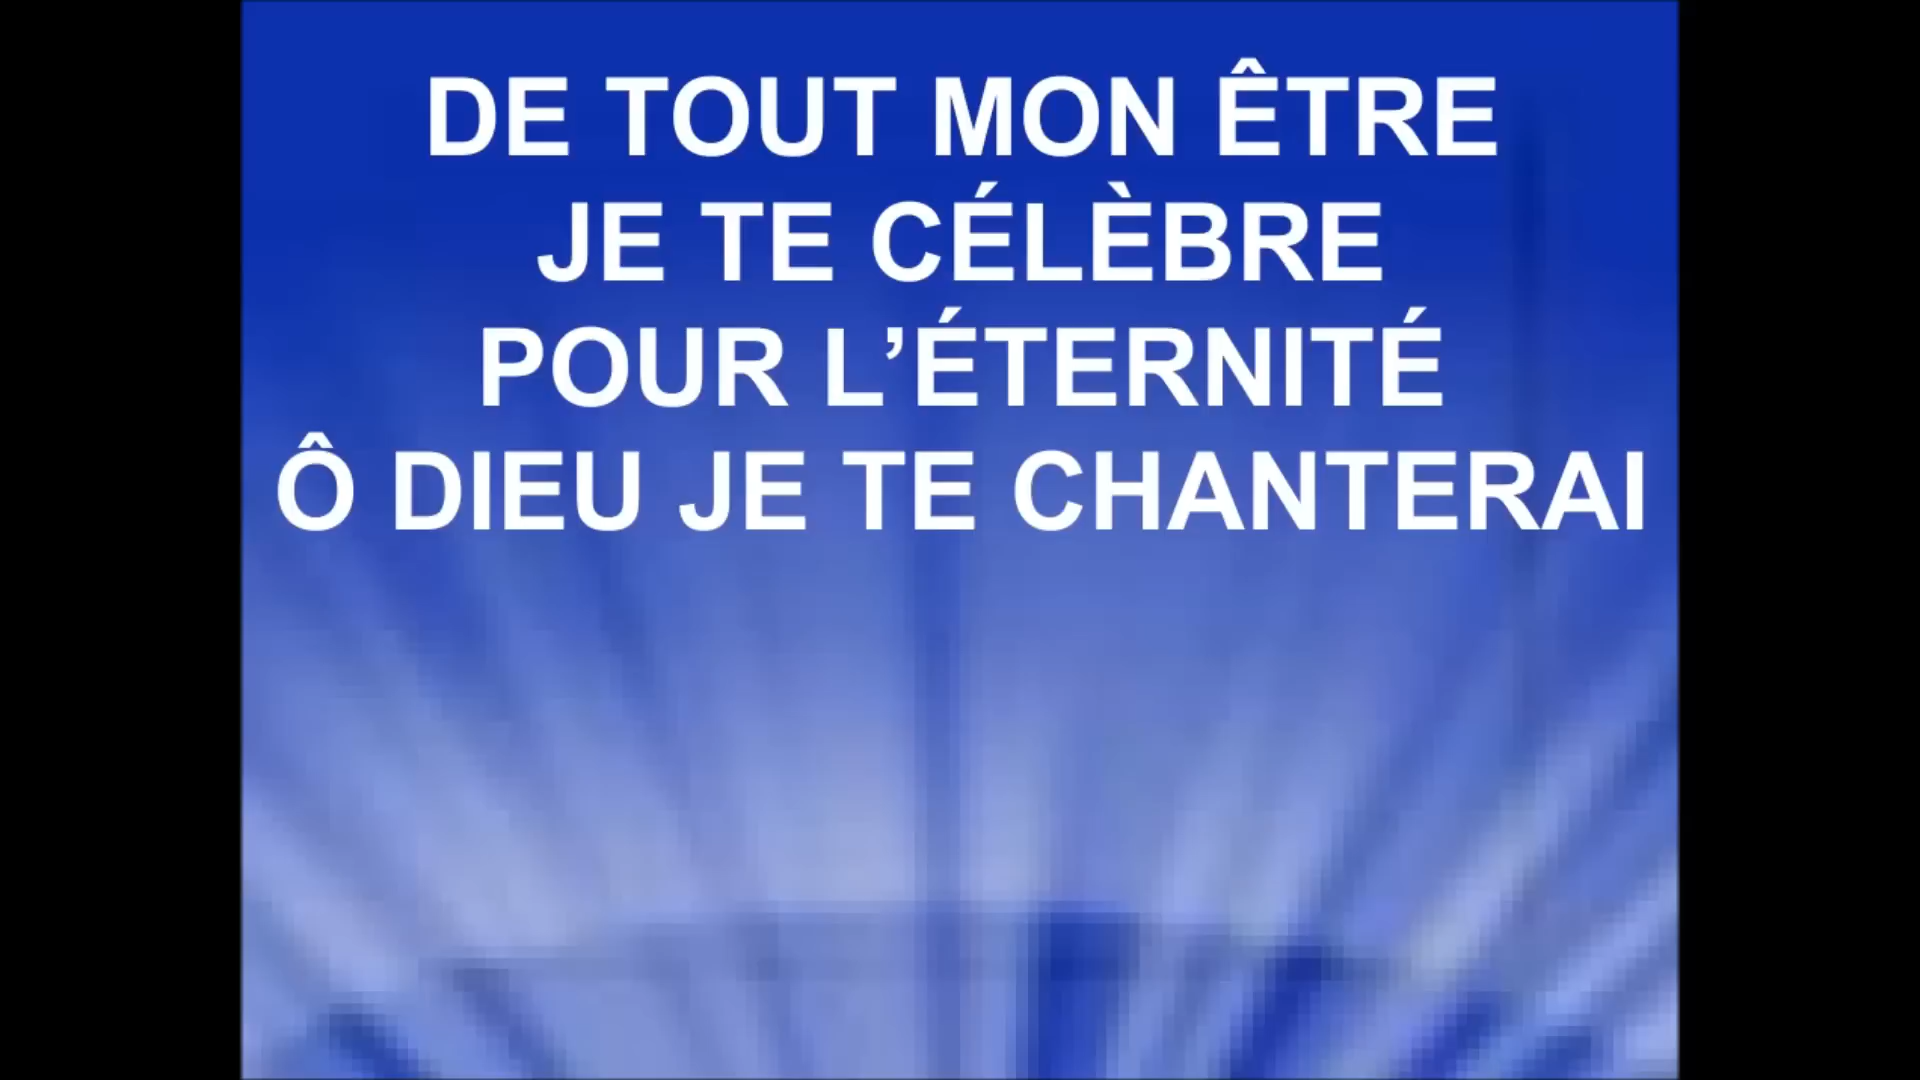 DE TOUT MON ÊTRE
JE TE CÉLÈBRE
POUR L’ÉTERNITÉ
Ô DIEU JE TE CHANTERAI